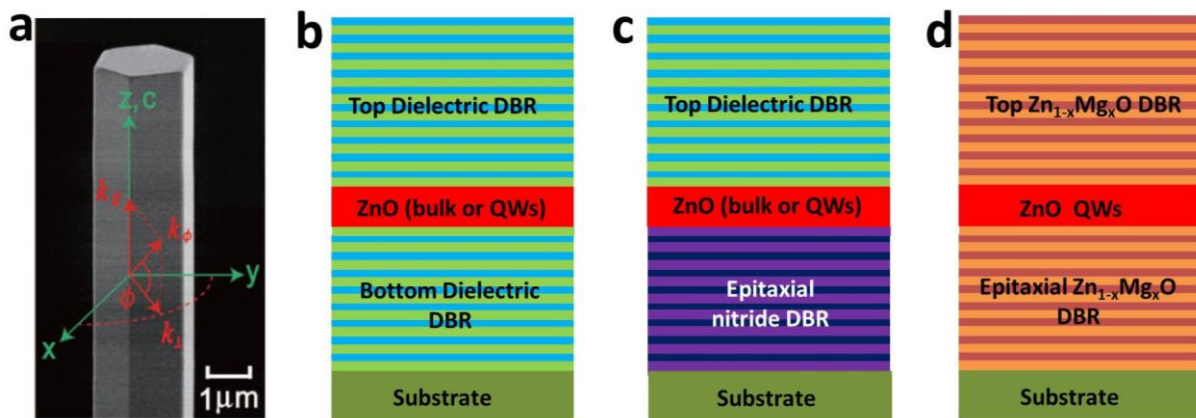 a
z, c
k∥
kϕ
y
ϕ
k⊥
x
1μm
b
Top Dielectric DBR
ZnO (bulk or QWs)
Bottom Dielectric
DBR
Substrate
c
Top Dielectric DBR
ZnO (bulk or QWs)
Epitaxial
nitride DBR
Substrate
d
Top Zn₁₋ₓMgₓO DBR
ZnO QWs
Epitaxial Zn₁₋ₓMgₓO
DBR
Substrate